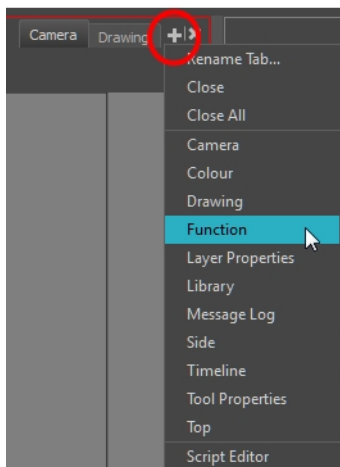 Camera Drawing
Rename Tab...
Close
Close All
Camera
Colour
Drawing
Function
Layer Properties
Library
Message Log
Side
Timeline
Tool Properties
Top
Script Editor